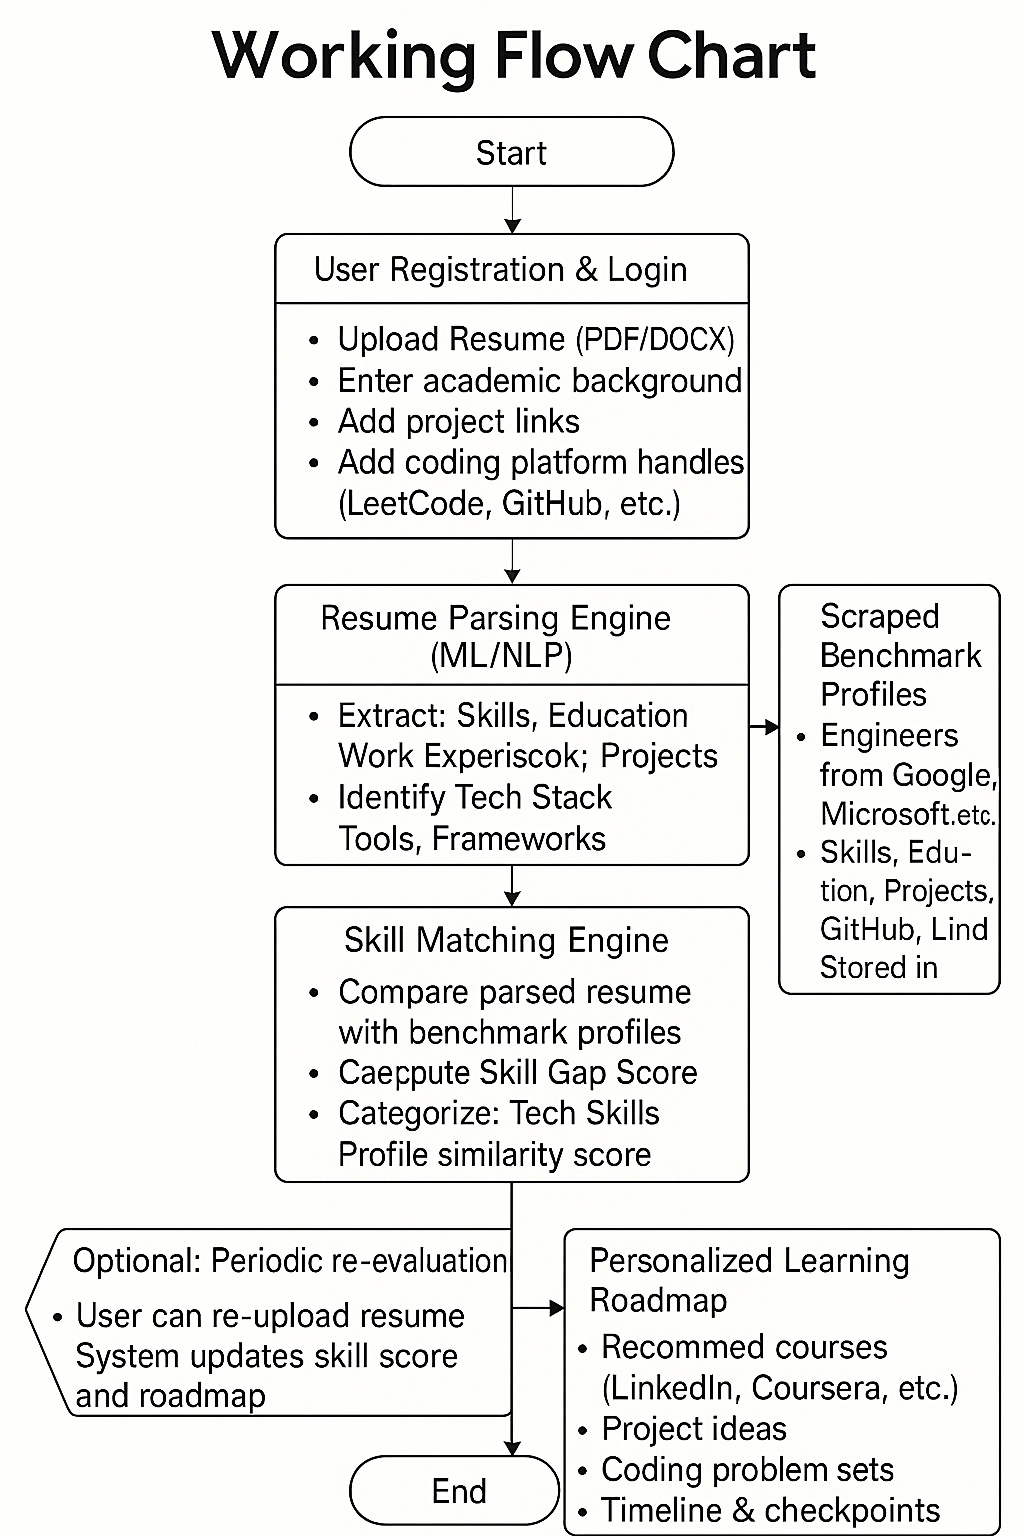 Working Flow Chart
Start
User Registration & Login
• Upload Resume (PDF/DOCX)
• Enter academic background
• Add project links
• Add coding platform handles
(LeetCode, GitHub, etc.)
Resume Parsing Engine
(ML/NLP)
• Extract: Skills, Education
Work Experiscok; Projects
• Identify Tech Stack
Tools, Frameworks
Scraped
Benchmark
Profiles
• Engineers
from Google,
Microsoft.etc.
• Skills, Edu-
tion, Projects,
GitHub, Lind
Stored in
Skill Matching Engine
• Compare parsed resume
with benchmark profiles
• Caeppute Skill Gap Score
• Categorize: Tech Skills
Profile similarity score
Optional: Periodic re-evaluation
• User can re-upload resume
System updates skill score
and roadmap
Personalized Learning
Roadmap
• Recommed courses
(LinkedIn, Coursera, etc.)
• Project ideas
• Coding problem sets
• Timeline & checkpoints
End